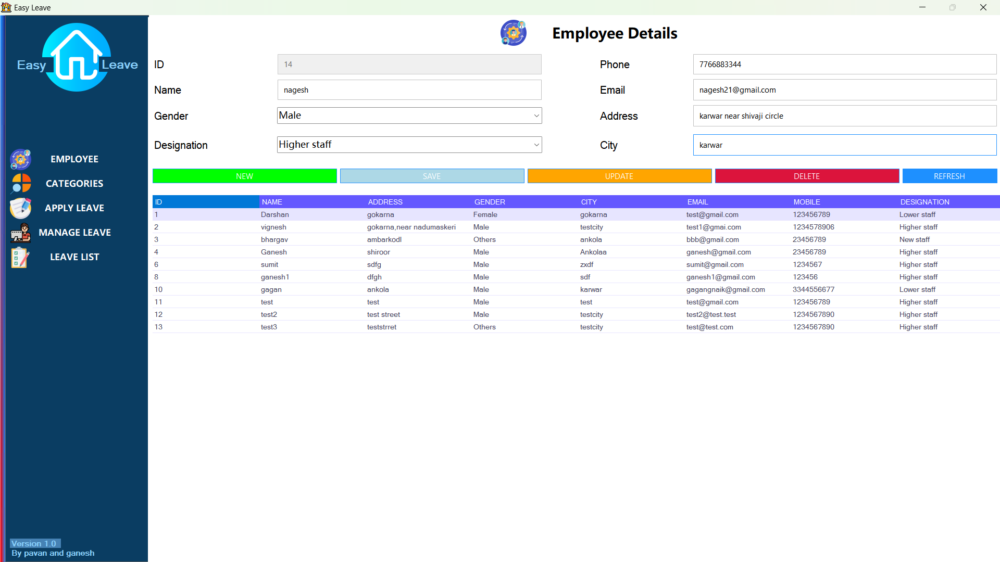 Easy Leave
Easy Leave
Employee Details
ID 14 Phone 7766883344
Name nagesh Email nagesh21@gmail.com
Gender Male Address karwar near shivaji circle
Designation Higher staff City karwar
EMPLOYEE
CATEGORIES
APPLY LEAVE
MANAGE LEAVE
LEAVE LIST
NEW SAVE UPDATE DELETE REFRESH
ID NAME ADDRESS GENDER CITY EMAIL MOBILE DESIGNATION
1 Darshan gokarna Female gokarna test@gmail.com 123456789 Lower staff
2 vignesh gokarna,near nadumaskeri Male testcity test1@gmai.com 1234578906 Higher staff
3 bhargav ambarkodl Others ankola bbb@gmail.com 23456789 New staff
4 Ganesh shiroor Male Ankolaa ganesh@gmail.com 23456789 Higher staff
6 sumit sdfg Male zxdf sumit@gmail.com 1234567 Higher staff
8 ganesh1 dfgh Male sdf ganesh1@gmail.com 123456 Higher staff
10 gagan ankola Male karwar gagangnaik@gmail.com 3344556677 Lower staff
11 test test Male test test@gmail.com 123456789 Higher staff
12 test2 test street Male testcity test2@test.test 1234567890 Higher staff
13 test3 teststrret Others testcity test@test.com 1234567890 Higher staff
Version 1.0
By pavan and ganesh